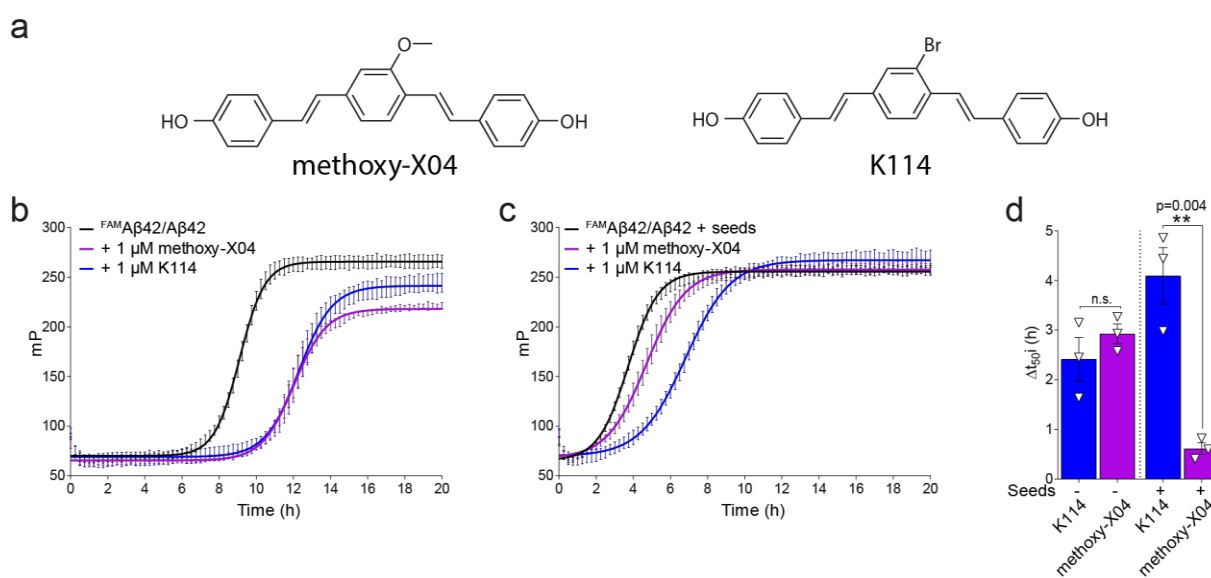 a
O
HO
OH
methoxy-X04
Br
HO
OH
K114
b
300
250
200
150
100
50
mP
0 2 4 6 8 10 12 14 16 18 20
Time (h)
FAMAβ42/Aβ42
+ 1 µM methoxy-X04
+ 1 µM K114
c
300
250
200
150
100
50
mP
0 2 4 6 8 10 12 14 16 18 20
Time (h)
FAMAβ42/Aβ42 + seeds
+ 1 µM methoxy-X04
+ 1 µM K114
d
p=0.004
**
n.s.
5
4
3
2
1
0
Δt50i (h)
Seeds - - + +
K114
methoxy-X04
K114
methoxy-X04